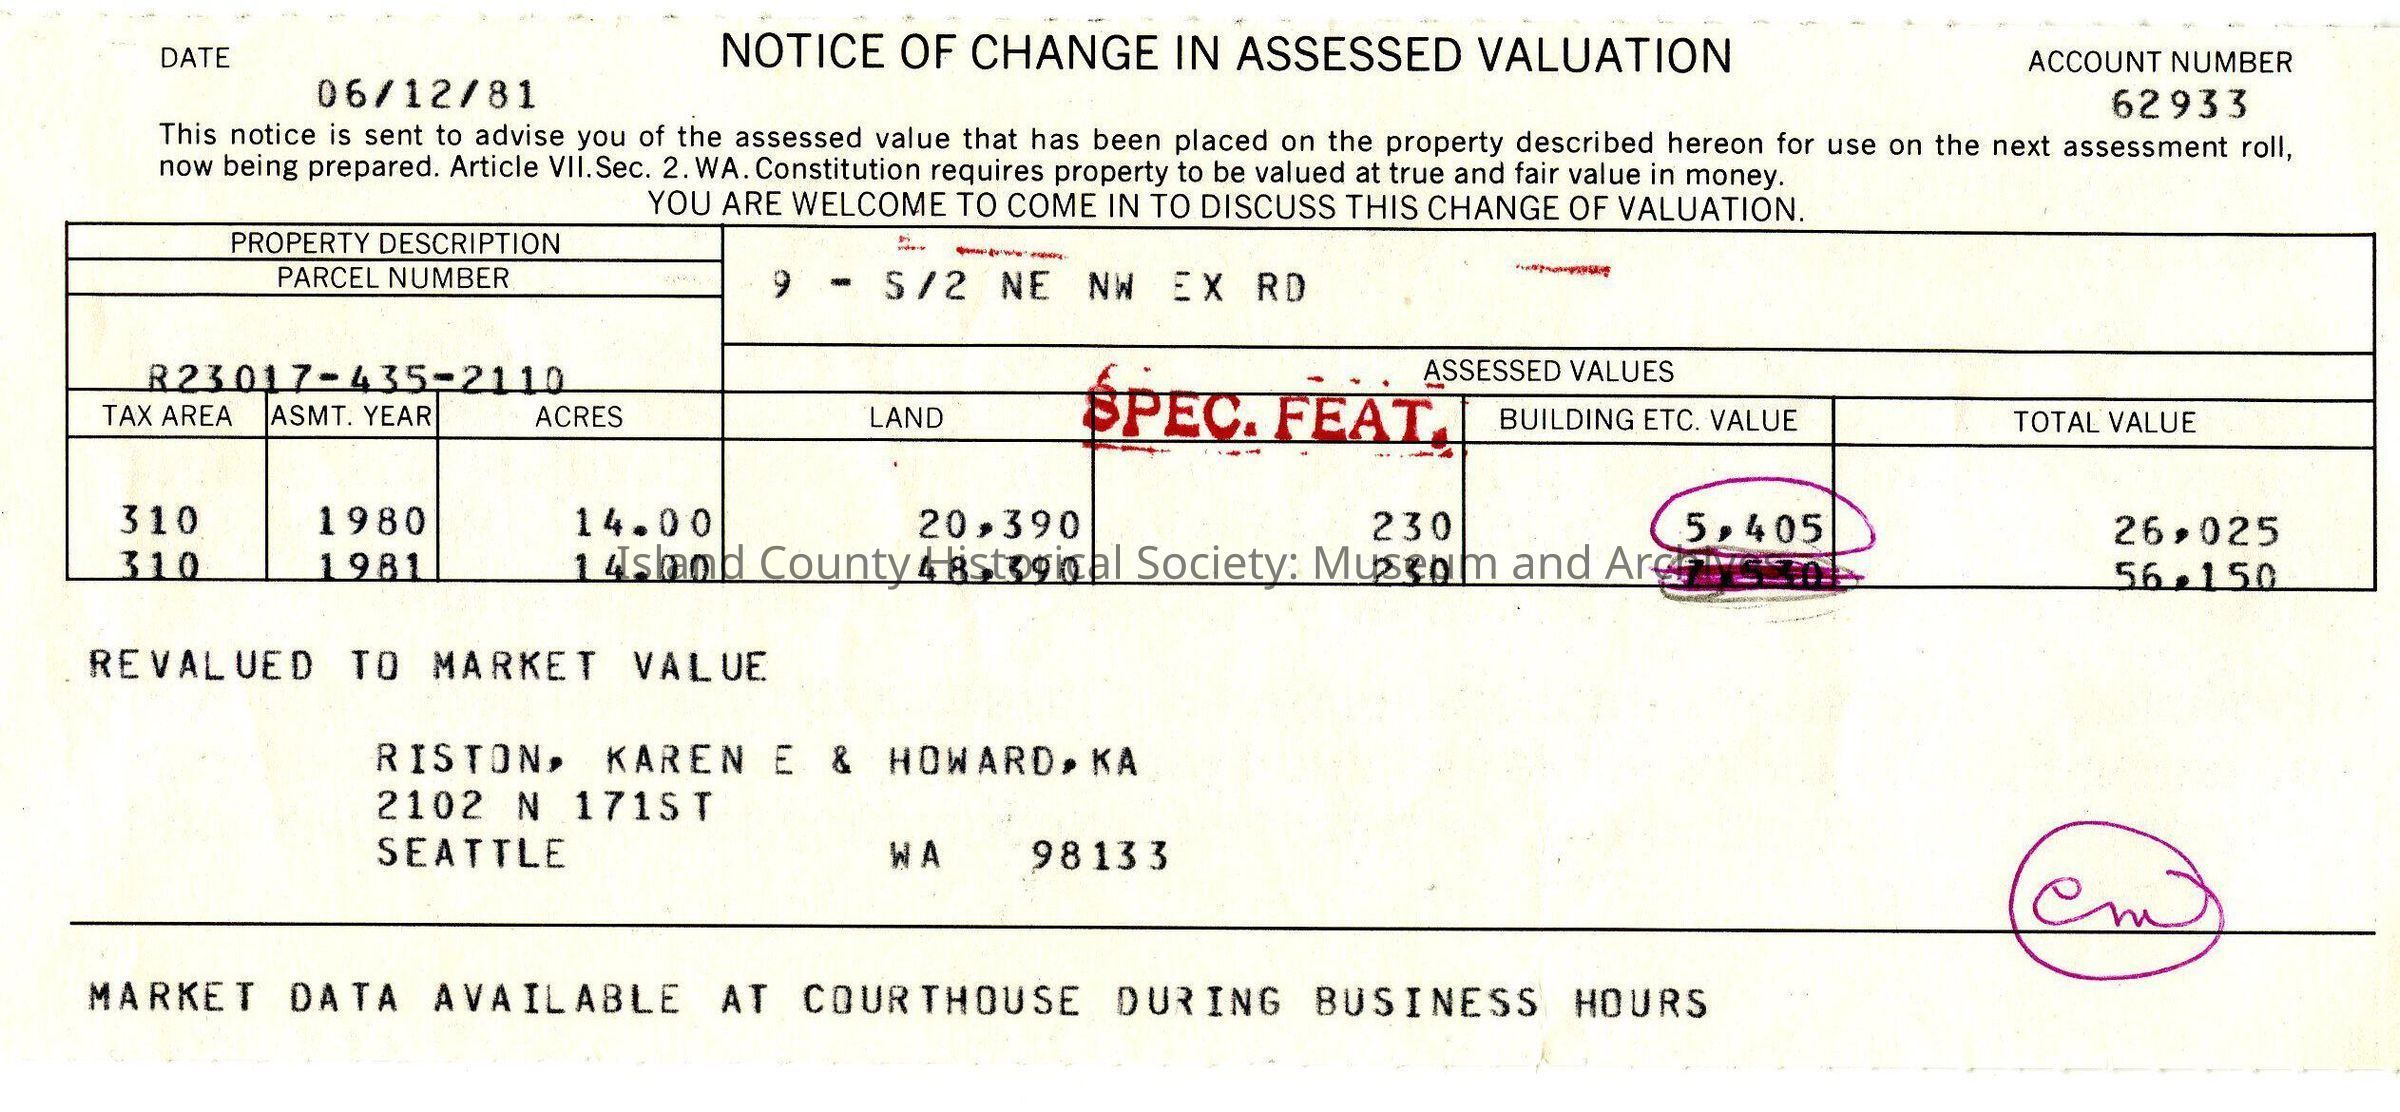 DATE
NOTICE OF CHANGE IN ASSESSED VALUATION
ACCOUNT NUMBER
06/12/81
62933
This notice is sent to advise you of the assessed value that has been placed on the property described hereon for use on the next assessment roll,
now being prepared. Article VII. Sec. 2. WA. Constitution requires property to be valued at true and fair value in money.
YOU ARE WELCOME TO COME IN TO DISCUSS THIS CHANGE OF VALUATION.
PROPERTY DESCRIPTION
PARCEL NUMBER
9 - S/2 NE NW EX RD
R23017-435-2110
ASSESSED VALUES
TAX AREA ASMT. YEAR ACRES LAND SPEC. FEAT. BUILDING ETC. VALUE TOTAL VALUE
310 1980 14.00 20,390 230 5,405 26,025
310 1981 14.00 48,390 230 7,530 56,150
Island County Historical Society: Museum and Archives
REVALUED TO MARKET VALUE
RISTON, KAREN E & HOWARD,KA
2102 N 171ST
SEATTLE WA 98133
cm
MARKET DATA AVAILABLE AT COURTHOUSE DURING BUSINESS HOURS